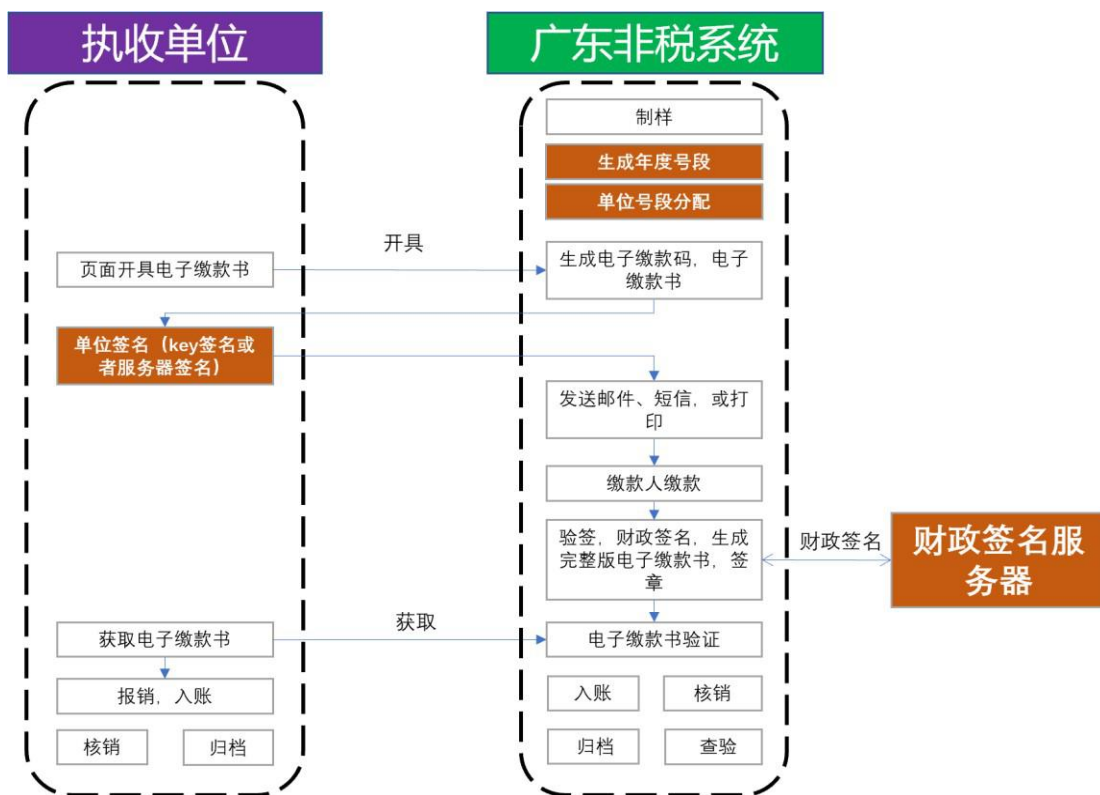 执收单位
广东非税系统
制样
生成年度号段
单位号段分配
开具
页面开具电子缴款书
生成电子缴款码，电子
缴款书
单位签名（key签名或
者服务器签名）
发送邮件、短信，或打
印
缴款人缴款
验签，财政签名，生成
完整版电子缴款书，签
章
财政签名
财政签名服
务器
获取电子缴款书
获取
电子缴款书验证
报销，入账
入账
核销
核销
归档
归档
查验